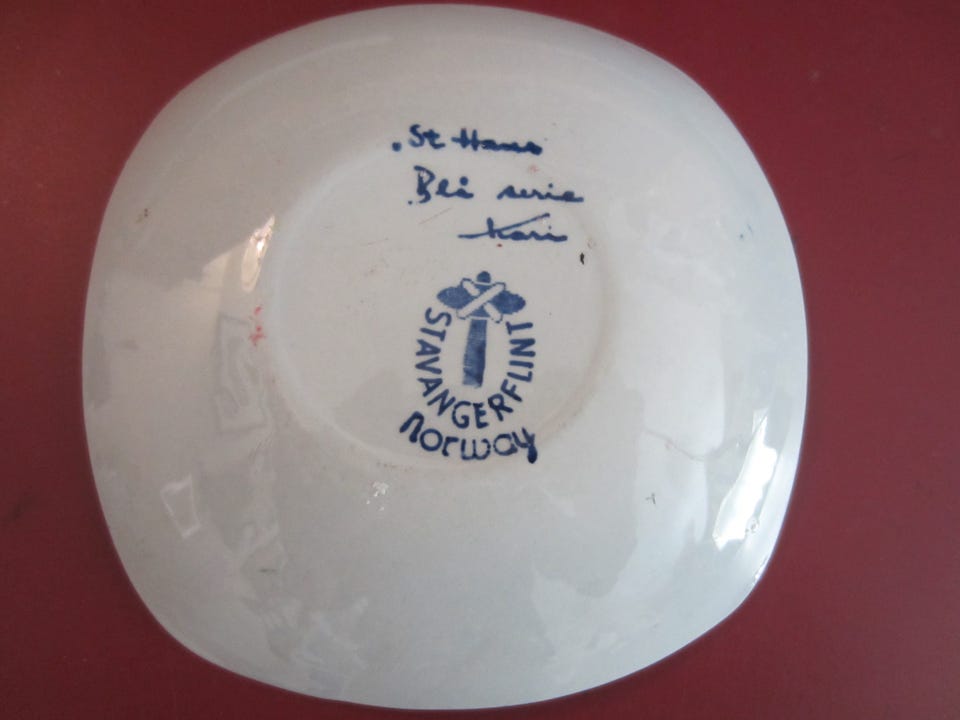 St Hans
Blå serie
Kari
STAVANGERFLINT
Norway